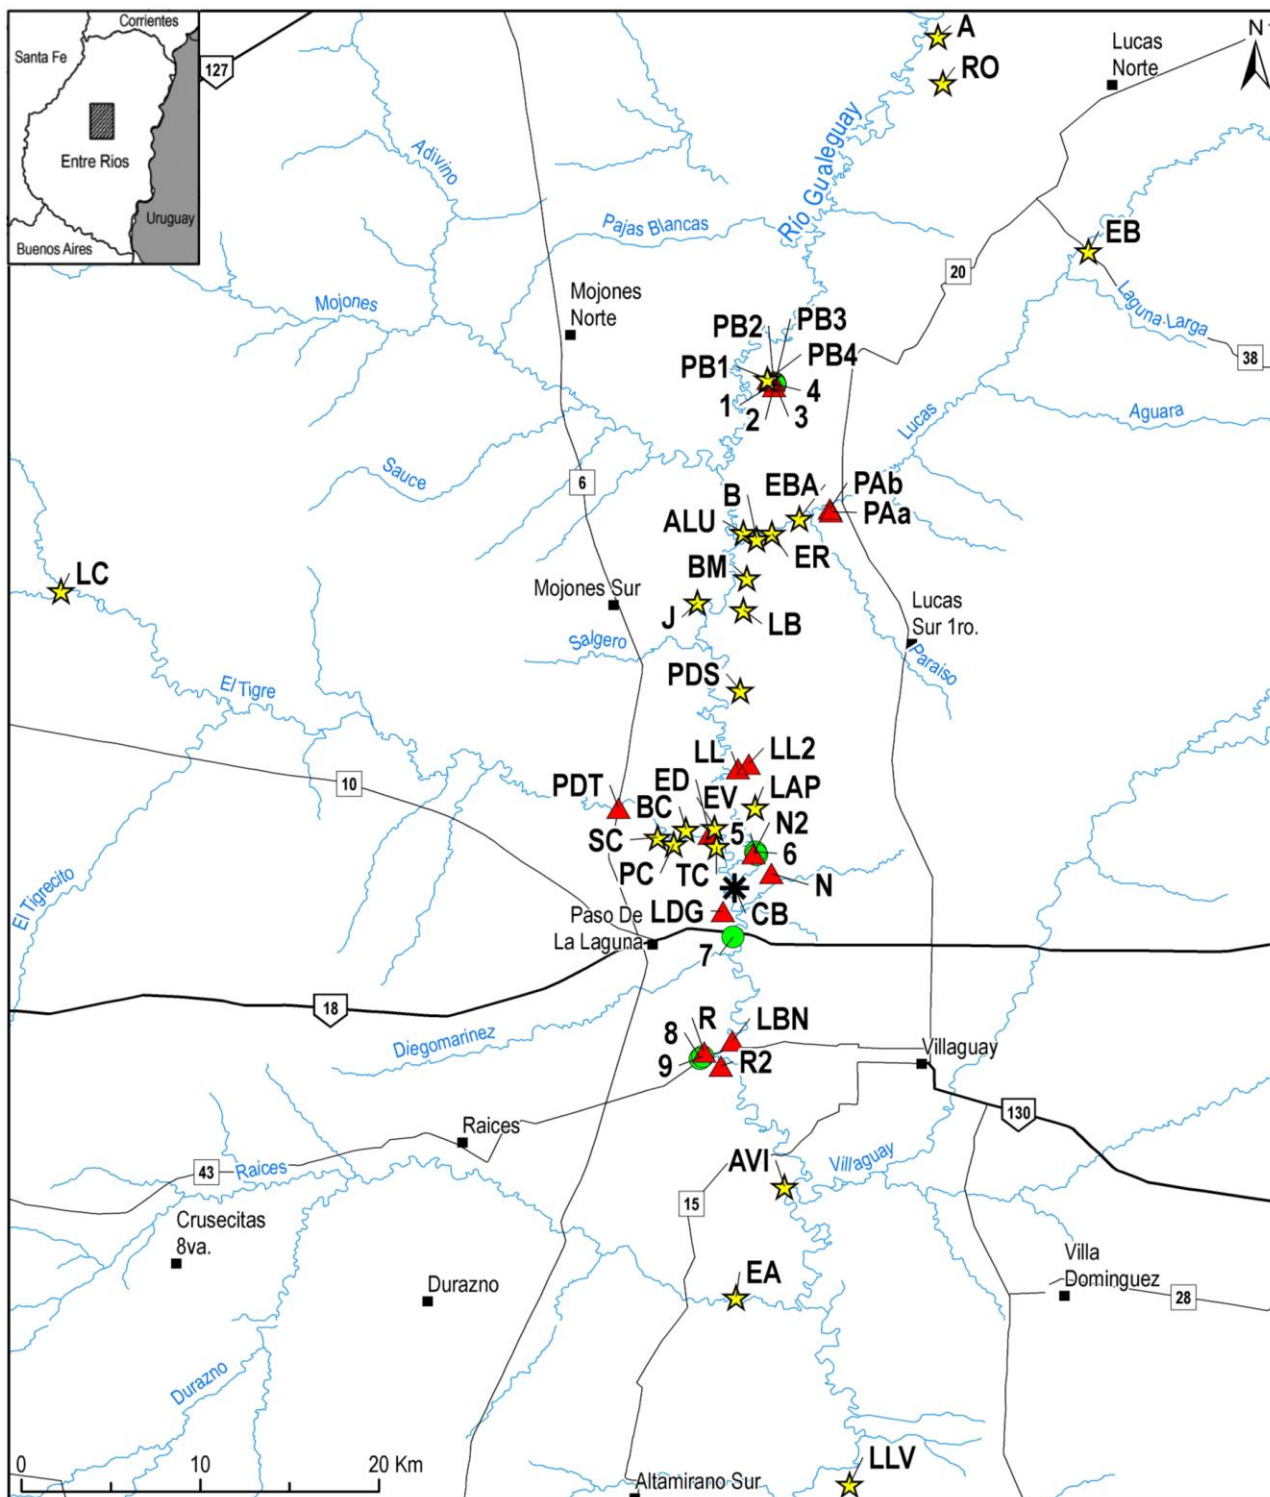 Corrientes
Santa Fe
Entre Rios
Uruguay
Buenos Aires
127
A
RO
Lucas
Norte
N
Río Gualeguay
Adivino
Pajas Blancas
EB
20
Laguna Larga
38
Mojones
Mojones
Norte
PB3
PB2
PB4
PB1
4
1
2
3
Aguara
Lucas
Sauce
6
EBA
B
PAb
PAa
ALU
ER
BM
LC
Mojones Sur
J
LB
Lucas
Sur 1ro.
Salgero
Paraiso
PDS
El Tigre
10
LL
LL2
PDT
ED
LAP
BC
EV
5
N2
SC
6
PC
TC
N
El Tigrecito
LDG
CB
Paso De
La Laguna
7
18
Diegomarinez
R
LBN
8
9
R2
Villaguay
130
Raices
43
Raices
AVI
Villaguay
15
Crusecitas
8va.
Villa
Dominguez
28
EA
Durazno
Durazno
0
10
20 Km
LLV
Altamirano Sur